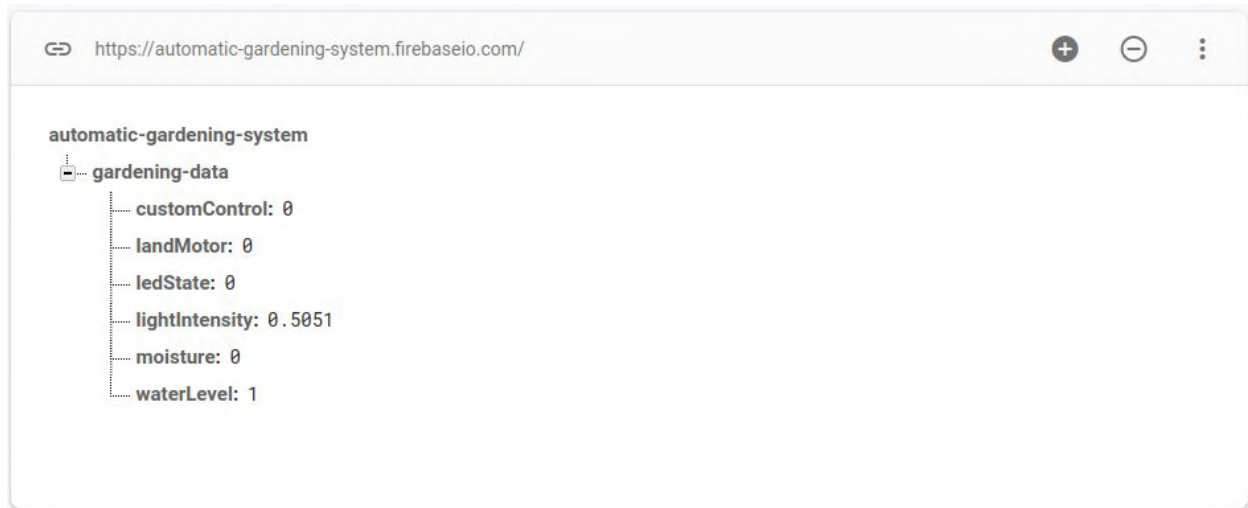 https://automatic-gardening-system.firebaseio.com/
automatic-gardening-system
gardening-data
customControl: 0
landMotor: 0
ledState: 0
lightIntensity: 0.5051
moisture: 0
waterLevel: 1